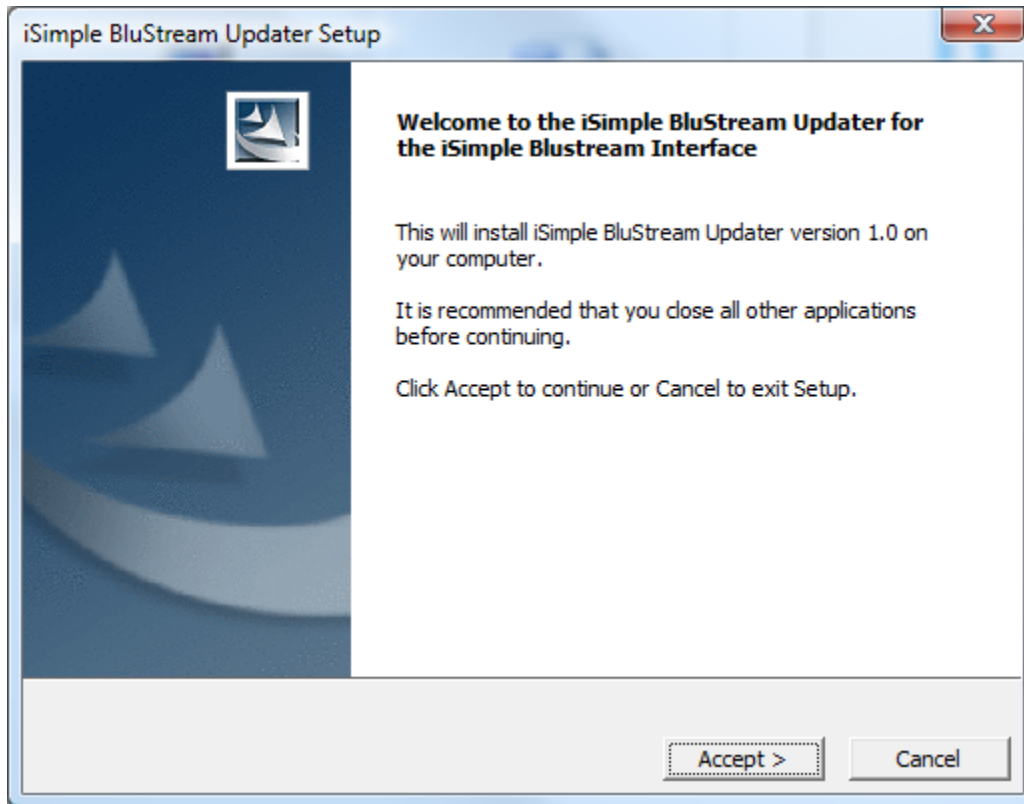 iSimple BluStream Updater Setup
Welcome to the iSimple BluStream Updater for
the iSimple Blustream Interface
This will install iSimple BluStream Updater version 1.0 on
your computer.
It is recommended that you close all other applications
before continuing.
Click Accept to continue or Cancel to exit Setup.
Accept >
Cancel